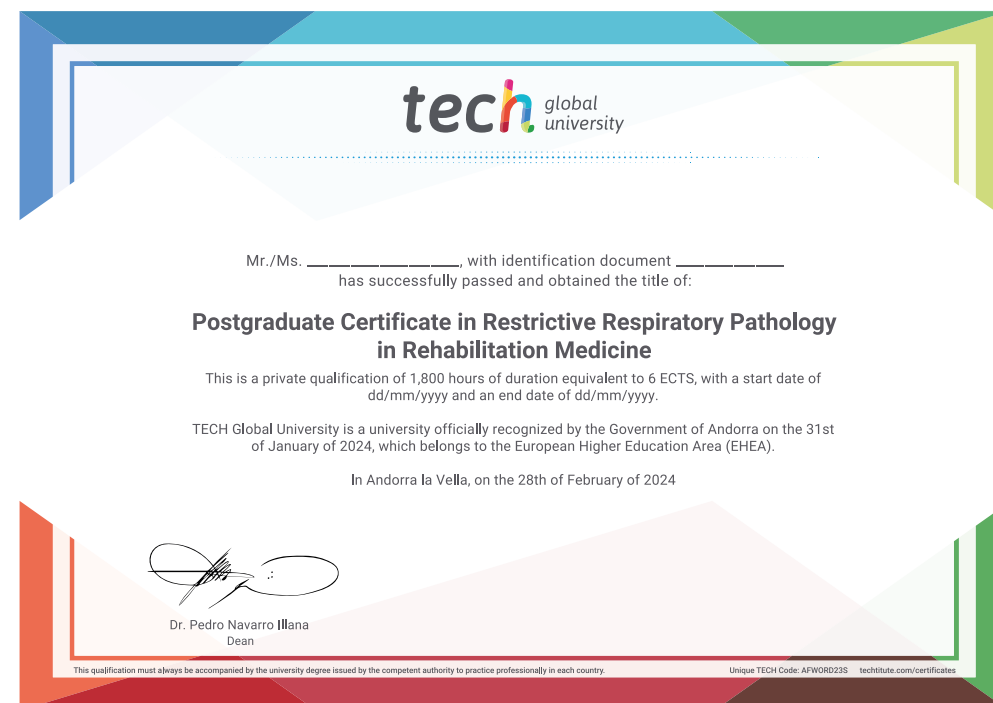 tech global university
Mr./Ms. ________________, with identification document ____________
has successfully passed and obtained the title of:
Postgraduate Certificate in Restrictive Respiratory Pathology
in Rehabilitation Medicine
This is a private qualification of 1,800 hours of duration equivalent to 6 ECTS, with a start date of
dd/mm/yyyy and an end date of dd/mm/yyyy.
TECH Global University is a university officially recognized by the Government of Andorra on the 31st
of January of 2024, which belongs to the European Higher Education Area (EHEA).
In Andorra la Vella, on the 28th of February of 2024
Dr. Pedro Navarro Illana
Dean
This qualification must always be accompanied by the university degree issued by the competent authority to practice professionally in each country.
Unique TECH Code: AFWORD23S techtitute.com/certificates